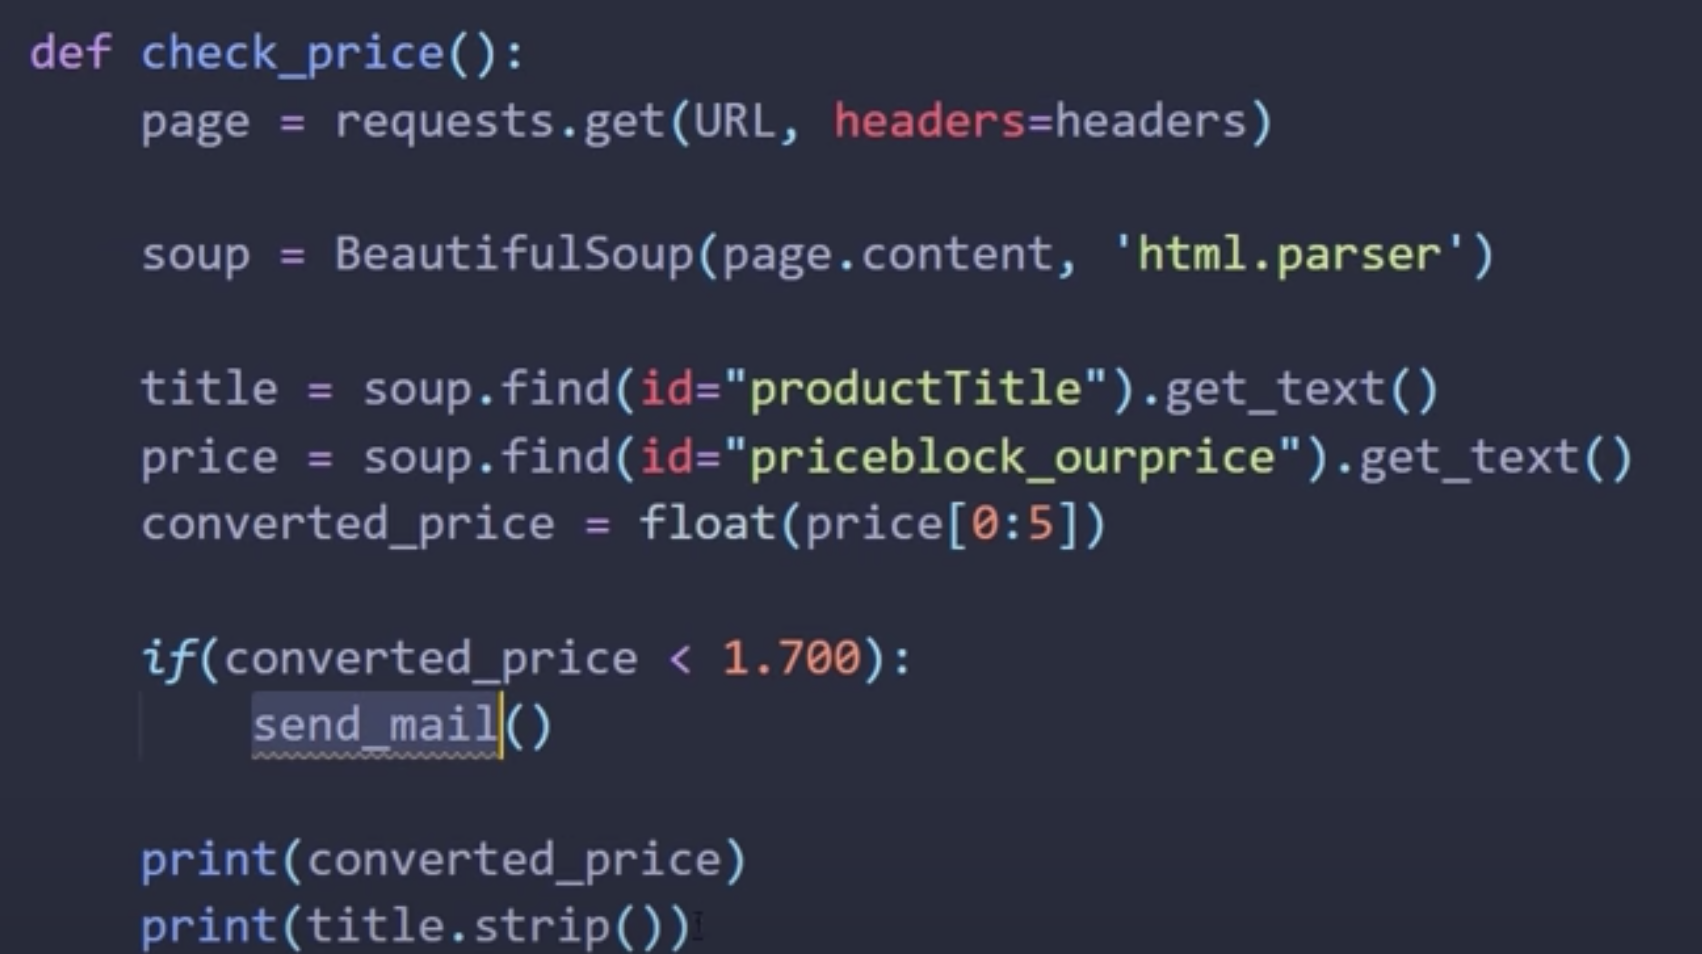 def check_price():
    page = requests.get(URL, headers=headers)
    soup = BeautifulSoup(page.content, 'html.parser')
    title = soup.find(id="productTitle").get_text()
    price = soup.find(id="priceblock_ourprice").get_text()
    converted_price = float(price[0:5])
    if(converted_price < 1.700):
        send_mail()
    print(converted_price)
    print(title.strip())